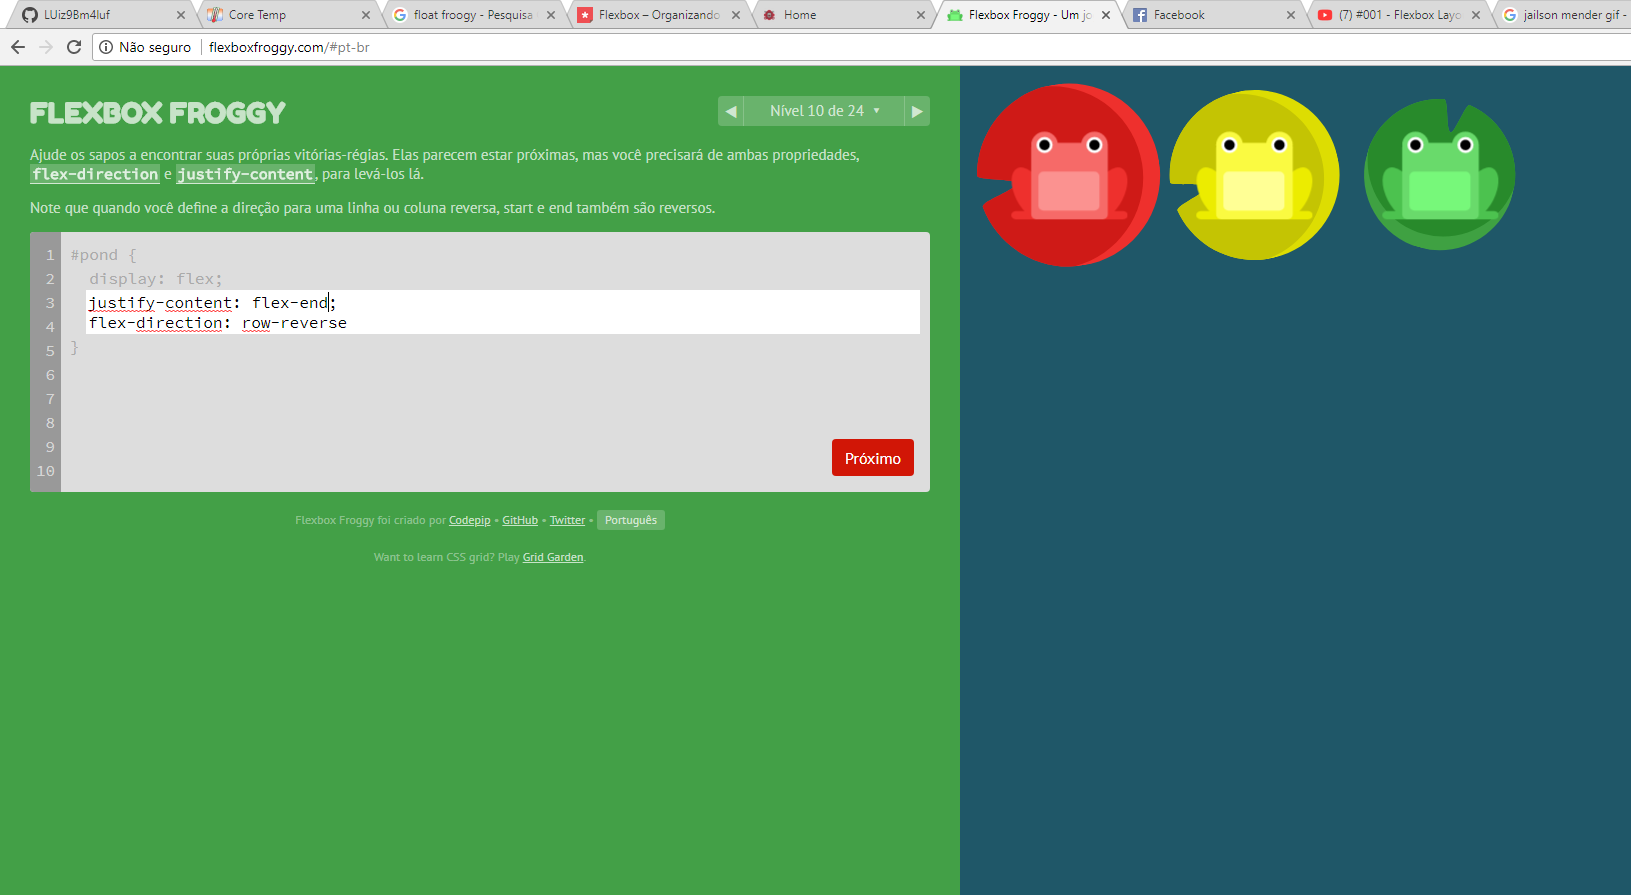 LUiz9Bm4luf
Core Temp
float froogy - Pesquisa
Flexbox – Organizando
Home
Flexbox Froggy - Um jo
Facebook
(7) #001 - Flexbox Layo
jailson mender gif -
Não seguro
flexboxfroggy.com/#pt-br
FLEXBOX FROGGY
◀ Nível 10 de 24 ▼ ▶
Ajude os sapos a encontrar suas próprias vitórias-régias. Elas parecem estar próximas, mas você precisará de ambas propriedades,
flex-direction e justify-content, para levá-los lá.
Note que quando você define a direção para uma linha ou coluna reversa, start e end também são reversos.
1 #pond {
2 display: flex;
3 justify-content: flex-end;
4 flex-direction: row-reverse
5 }
6
7
8
9
10
Próximo
Flexbox Froggy foi criado por Codepip • GitHub • Twitter • Português
Want to learn CSS grid? Play Grid Garden.